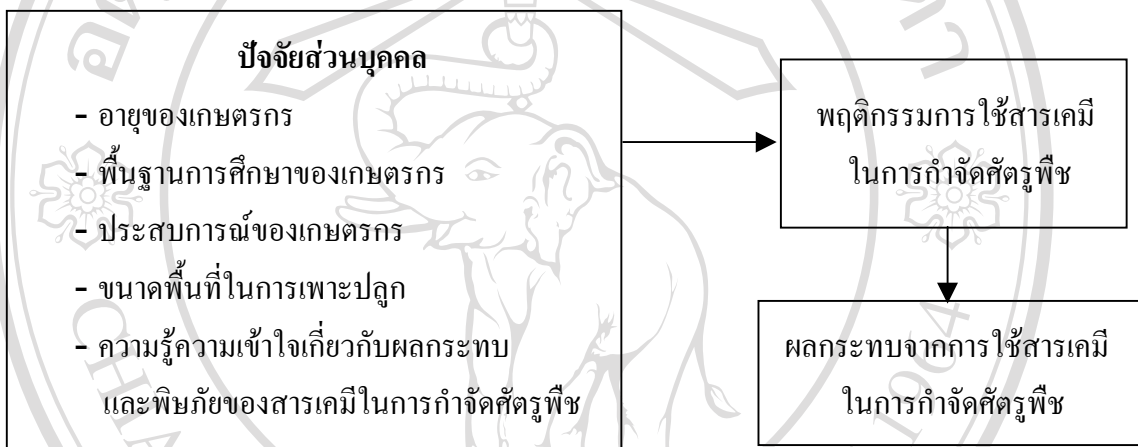 ปัจจัยส่วนบุคคล
- อายุของเกษตรกร
- พื้นฐานการศึกษาของเกษตรกร
- ประสบการณ์ของเกษตรกร
- ขนาดพื้นที่ในการเพาะปลูก
- ความรู้ความเข้าใจเกี่ยวกับผลกระทบ
และพิษภัยของสารเคมีในการกำจัดศัตรูพืช
พฤติกรรมการใช้สารเคมี
ในการกำจัดศัตรูพืช
ผลกระทบจากการใช้สารเคมี
ในการกำจัดศัตรูพืช
1964